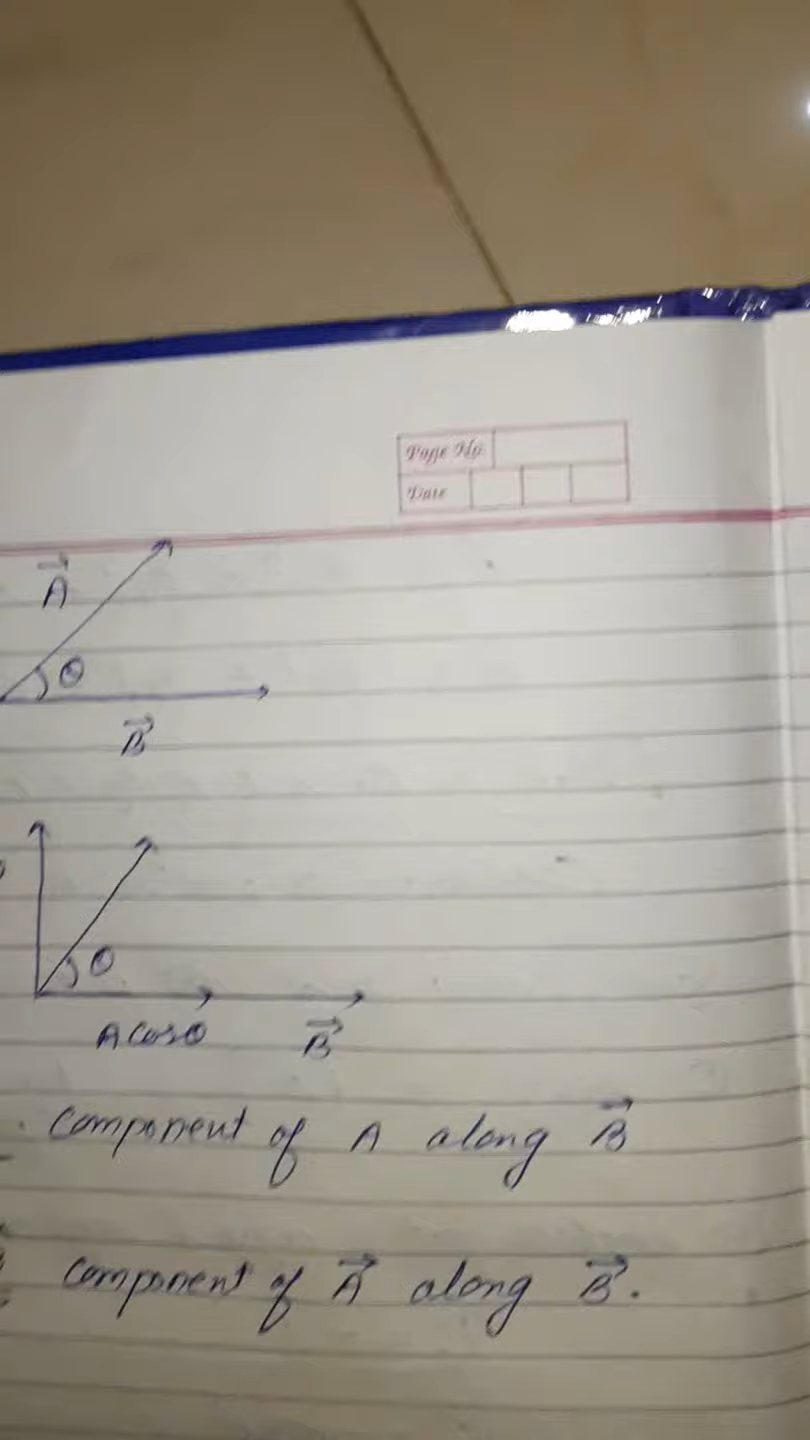 Page No.
Date
A⃗
θ
B⃗
θ
A cosθ
B⃗
component of A along B⃗
component of A⃗ along B⃗.